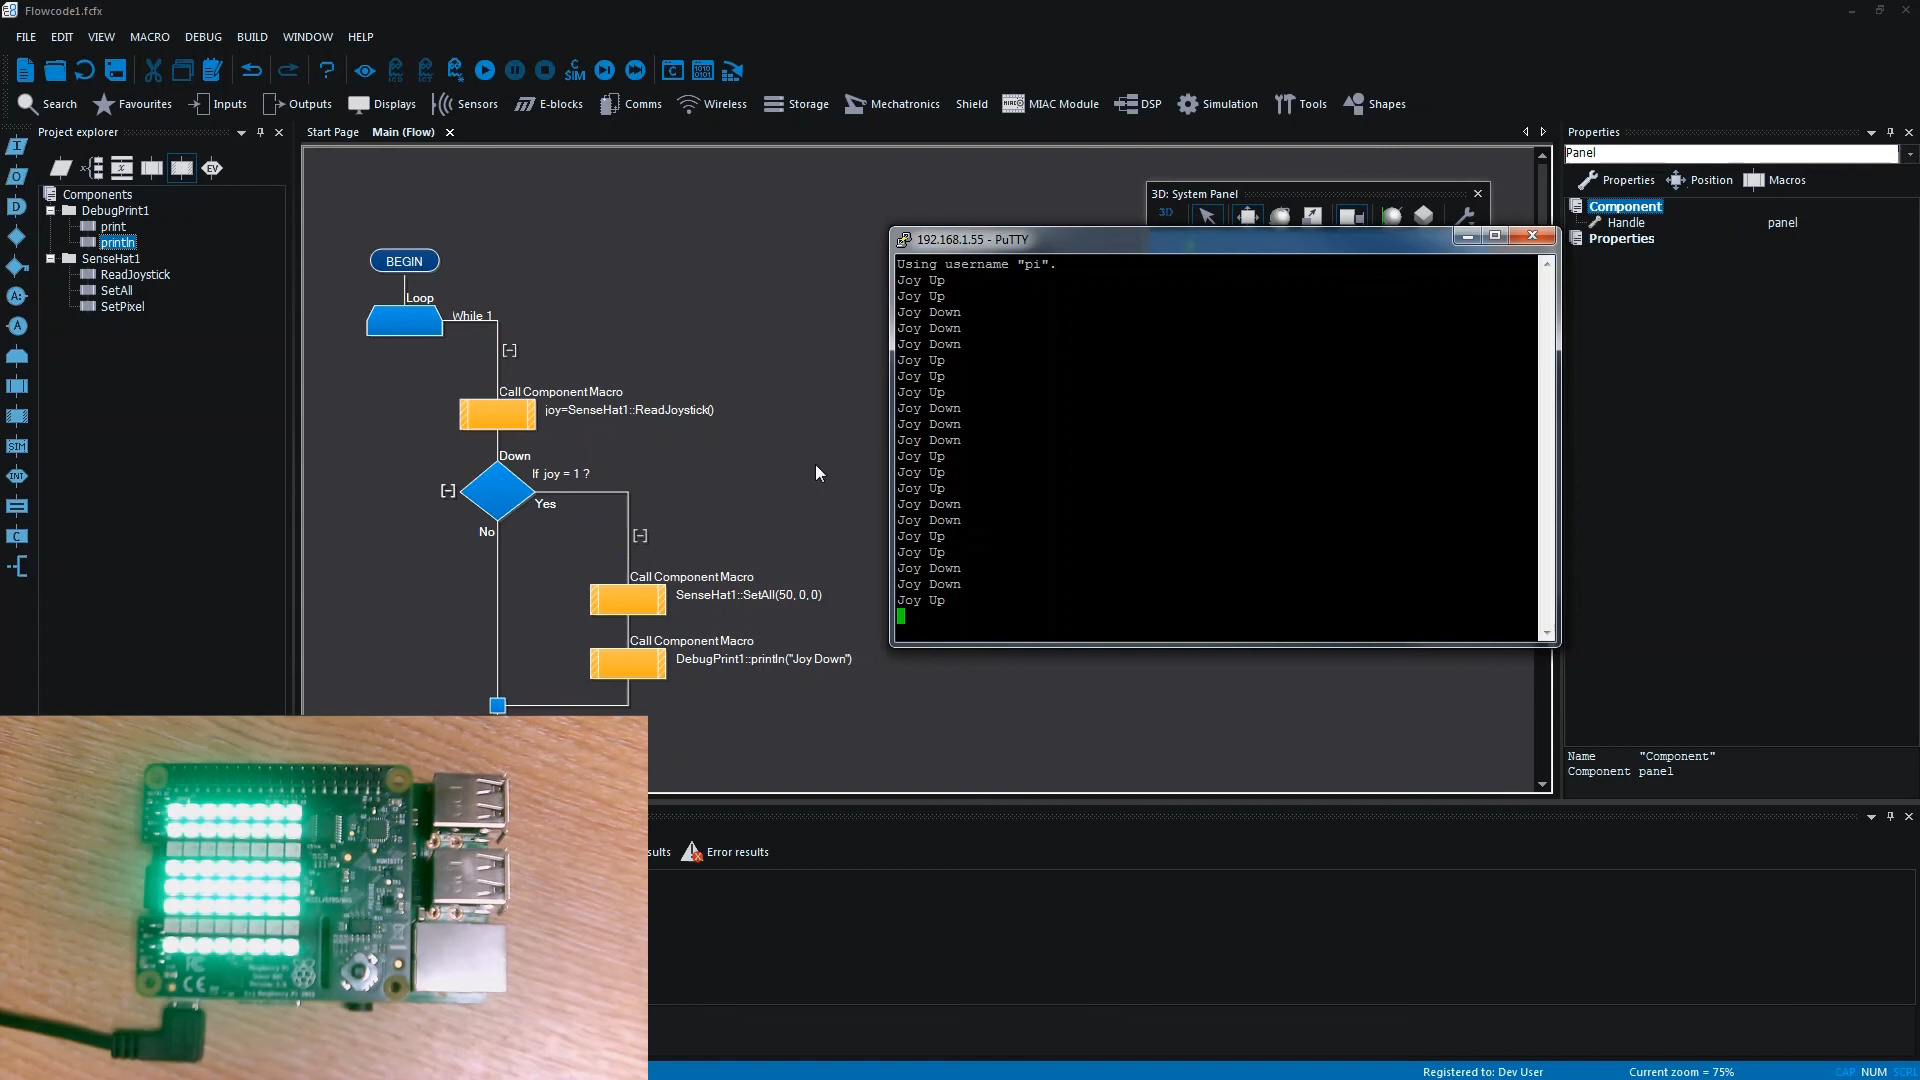 Flowcode1.fcfx
FILE EDIT VIEW MACRO DEBUG BUILD WINDOW HELP
Search Favourites Inputs Outputs Displays Sensors E-blocks Comms Wireless Storage Mechatronics Shield MIAC Module DSP Simulation Tools Shapes
Project explorer
Components
DebugPrint1
print
println
SenseHat1
ReadJoystick
SetAll
SetPixel
Start Page Main (Flow)
BEGIN
Loop
While 1
Call Component Macro
joy=SenseHat1::ReadJoystick()
Down
If joy = 1 ?
Yes
No
Call Component Macro
SenseHat1::SetAll(50, 0, 0)
Call Component Macro
DebugPrint1::println("Joy Down")
3D: System Panel
3D
192.168.1.55 - PuTTY
Using username "pi".
Joy Up
Joy Up
Joy Down
Joy Down
Joy Down
Joy Up
Joy Up
Joy Up
Joy Down
Joy Down
Joy Down
Joy Up
Joy Up
Joy Up
Joy Down
Joy Down
Joy Up
Joy Up
Joy Down
Joy Down
Joy Up
Properties
Panel
Properties Position Macros
Component
Handle panel
Properties
Name "Component"
Component panel
sults Error results
Registered to: Dev User
Current zoom = 75%
CAP NUM SCRL